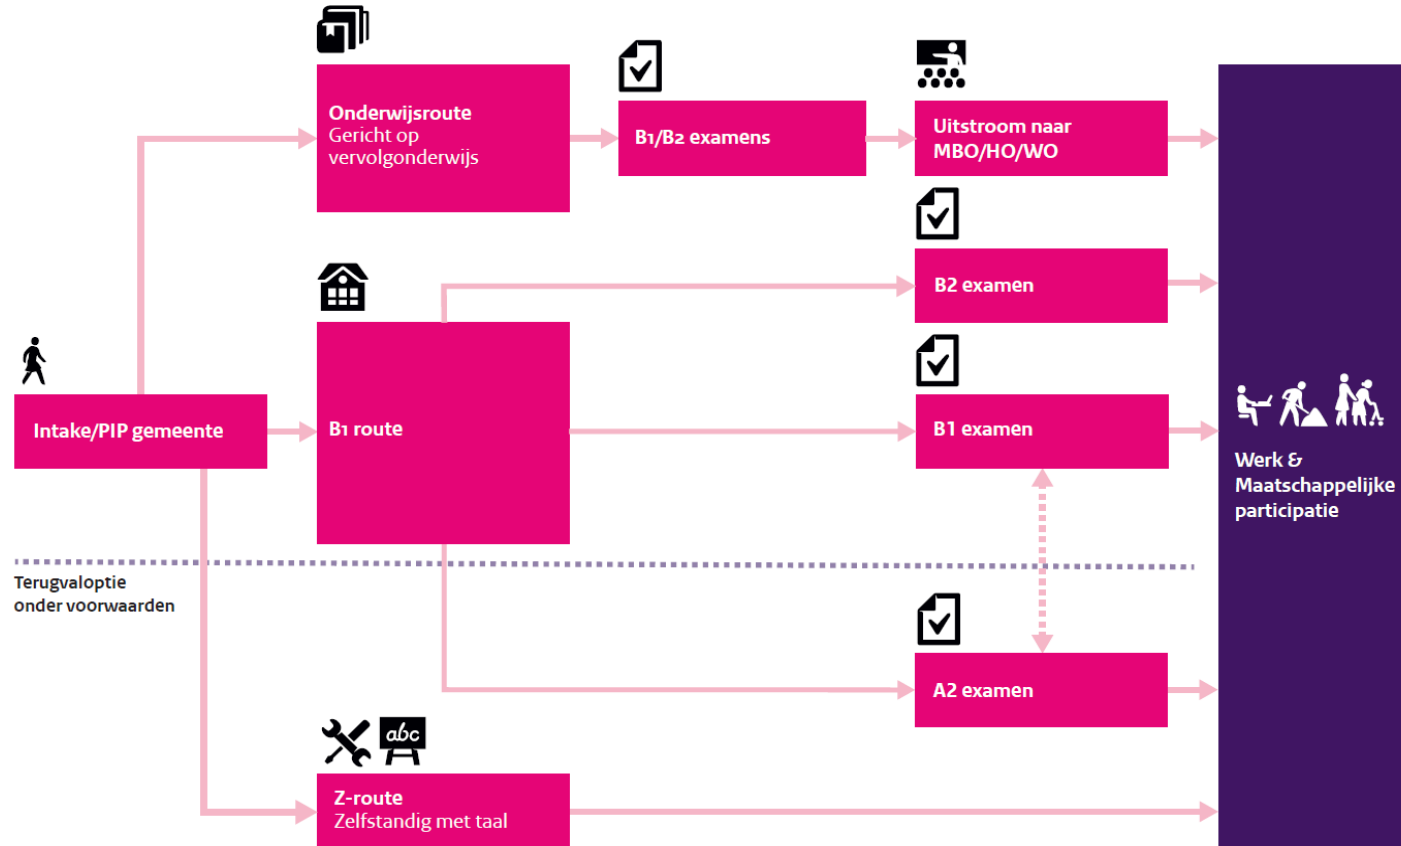 Onderwijsroute
Gericht op
vervolgonderwijs
B1/B2 examens
Uitstroom naar
MBO/HO/WO
B2 examen
Intake/PIP gemeente
B1 route
B1 examen
Werk &
Maatschappelijke
participatie
Terugvaloptie
onder voorwaarden
A2 examen
abc
Z-route
Zelfstandig met taal